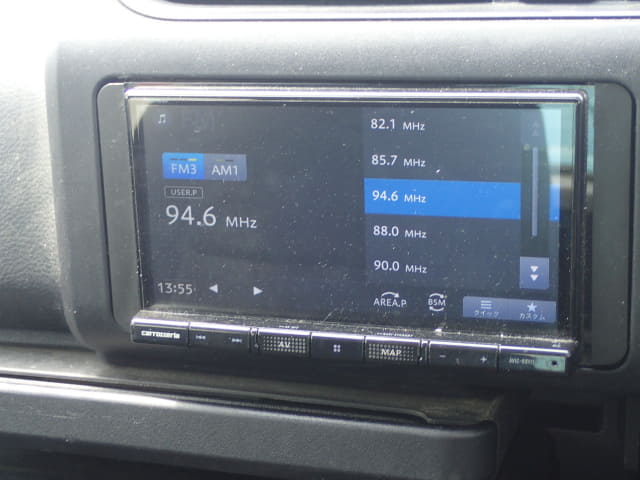 82.1 MHz
FM3 AM1
85.7 MHz
USER.P
94.6 MHz
94.6 MHz
88.0 MHz
90.0 MHz
13:55
AREA.P
BSM
クイック
カスタム
carrozzeria
AV
MAP